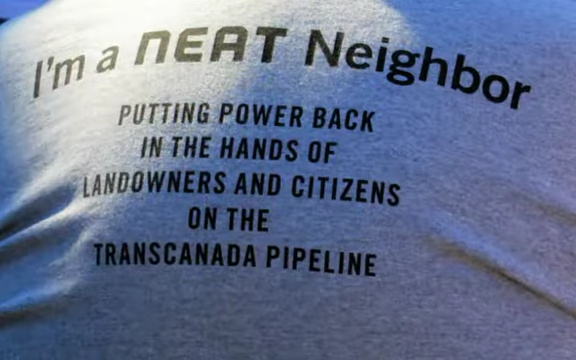 I'm a NEAT Neighbor
PUTTING POWER BACK
IN THE HANDS OF
LANDOWNERS AND CITIZENS
ON THE
TRANSCANADA PIPELINE